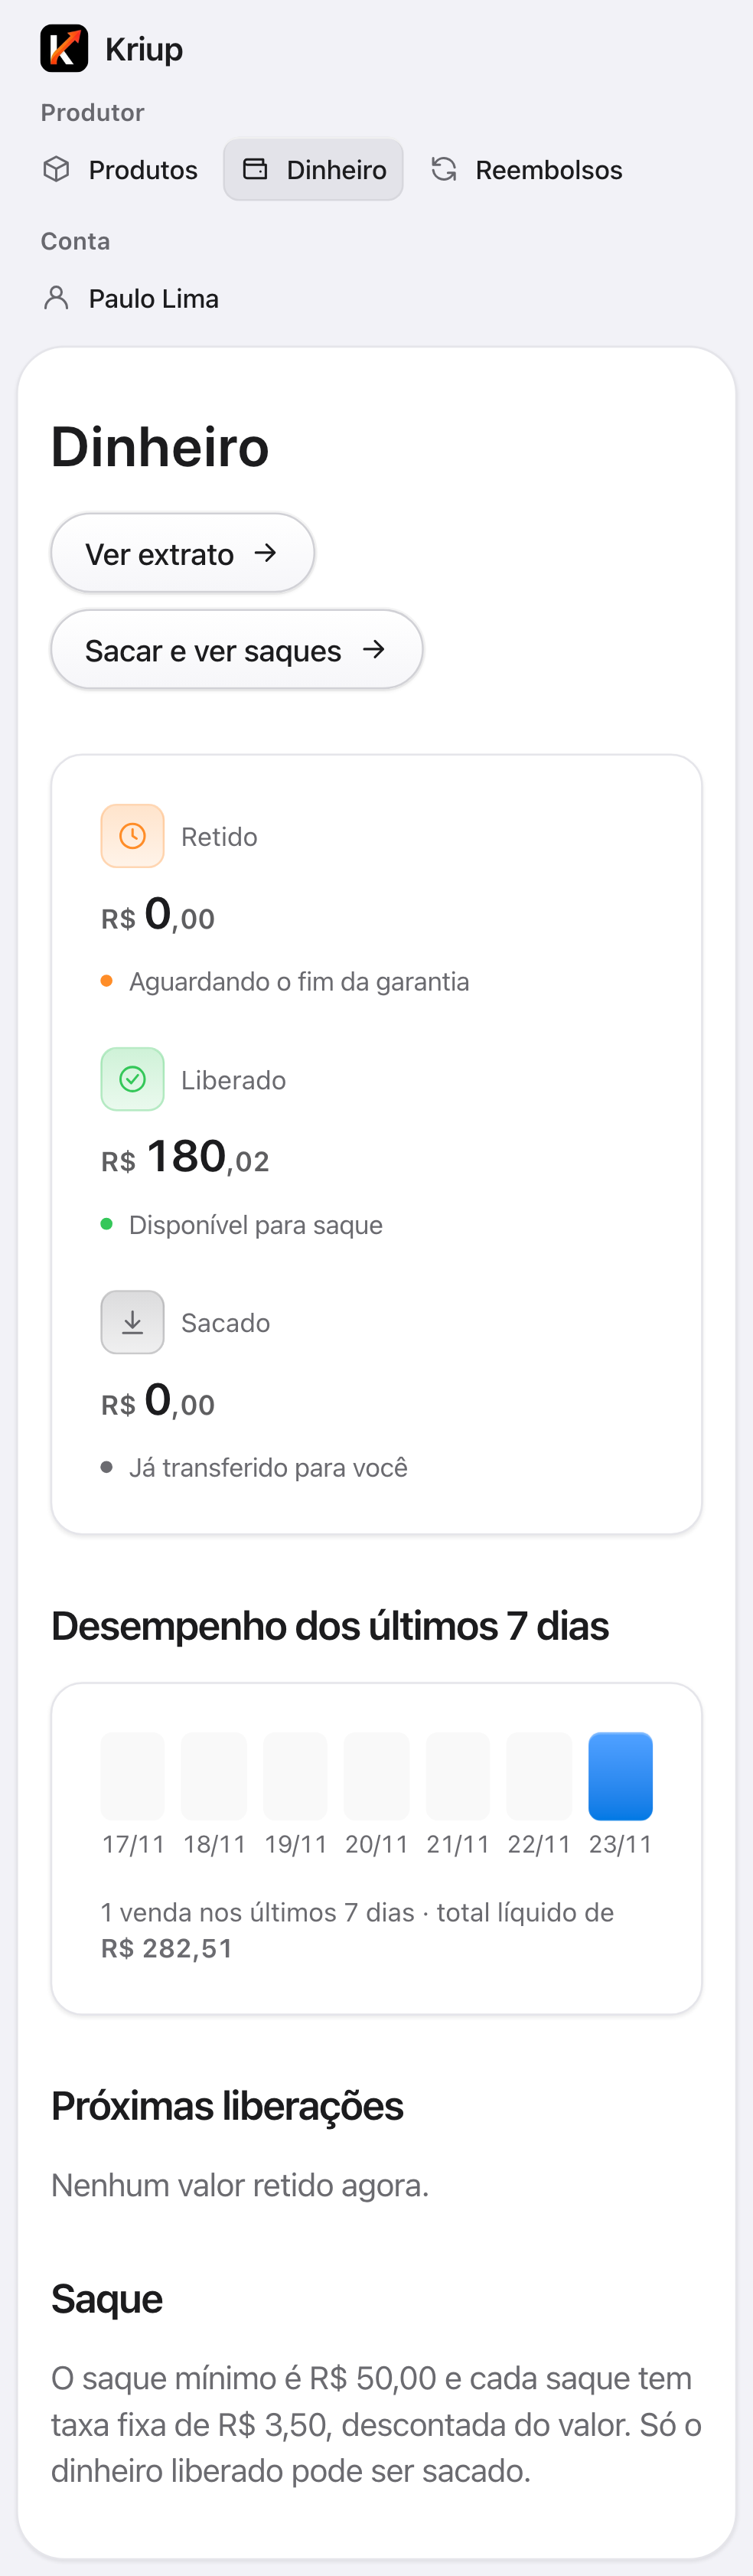 Kriup
Produtor
Produtos
Dinheiro
Reembolsos
Conta
Paulo Lima
Dinheiro
Ver extrato →
Sacar e ver saques →
Retido
R$ 0,00
Aguardando o fim da garantia
Liberado
R$ 180,02
Disponível para saque
Sacado
R$ 0,00
Já transferido para você
Desempenho dos últimos 7 dias
17/11 18/11 19/11 20/11 21/11 22/11 23/11
1 venda nos últimos 7 dias · total líquido de
R$ 282,51
Próximas liberações
Nenhum valor retido agora.
Saque
O saque mínimo é R$ 50,00 e cada saque tem
taxa fixa de R$ 3,50, descontada do valor. Só o
dinheiro liberado pode ser sacado.